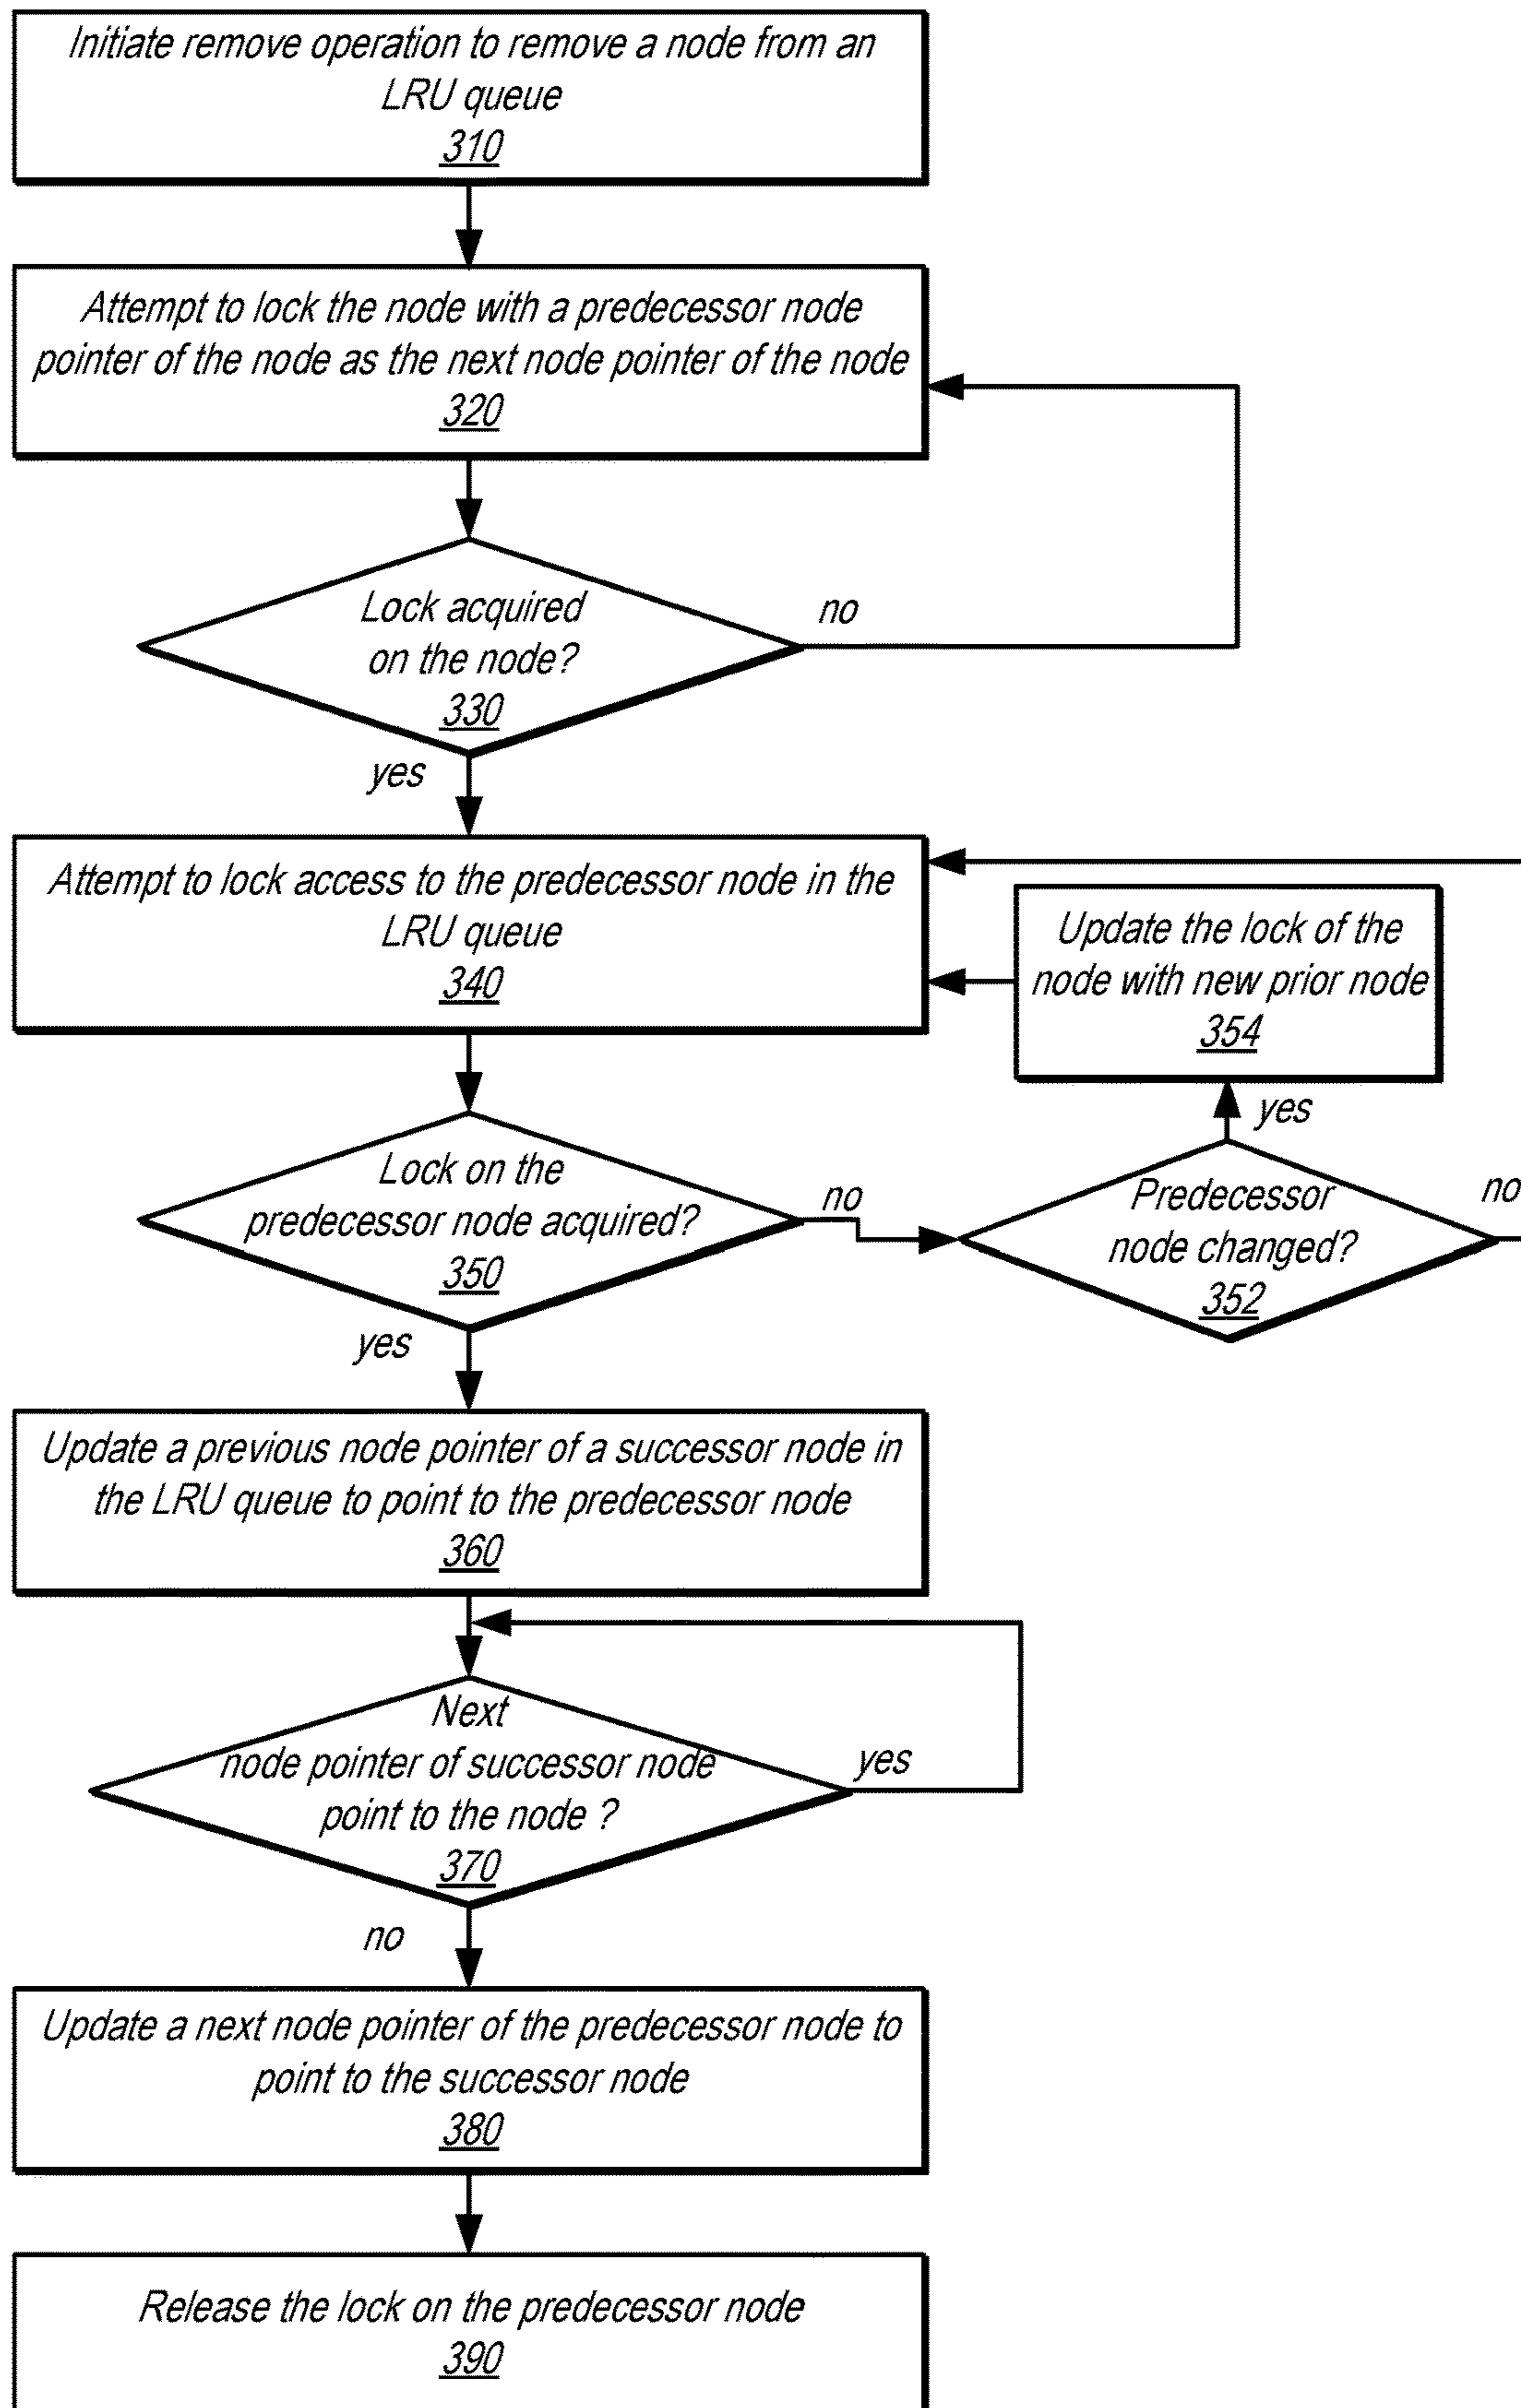 Initiate remove operation to remove a node from an
LRU queue
310
Attempt to lock the node with a predecessor node
pointer of the node as the next node pointer of the node
320
Lock acquired
on the node?
330
no
yes
Attempt to lock access to the predecessor node in the
LRU queue
340
Update the lock of the
node with new prior node
354
yes
Lock on the
predecessor node acquired?
350
no
Predecessor
node changed?
352
no
yes
Update a previous node pointer of a successor node in
the LRU queue to point to the predecessor node
360
Next
node pointer of successor node
point to the node ?
370
yes
no
Update a next node pointer of the predecessor node to
point to the successor node
380
Release the lock on the predecessor node
390